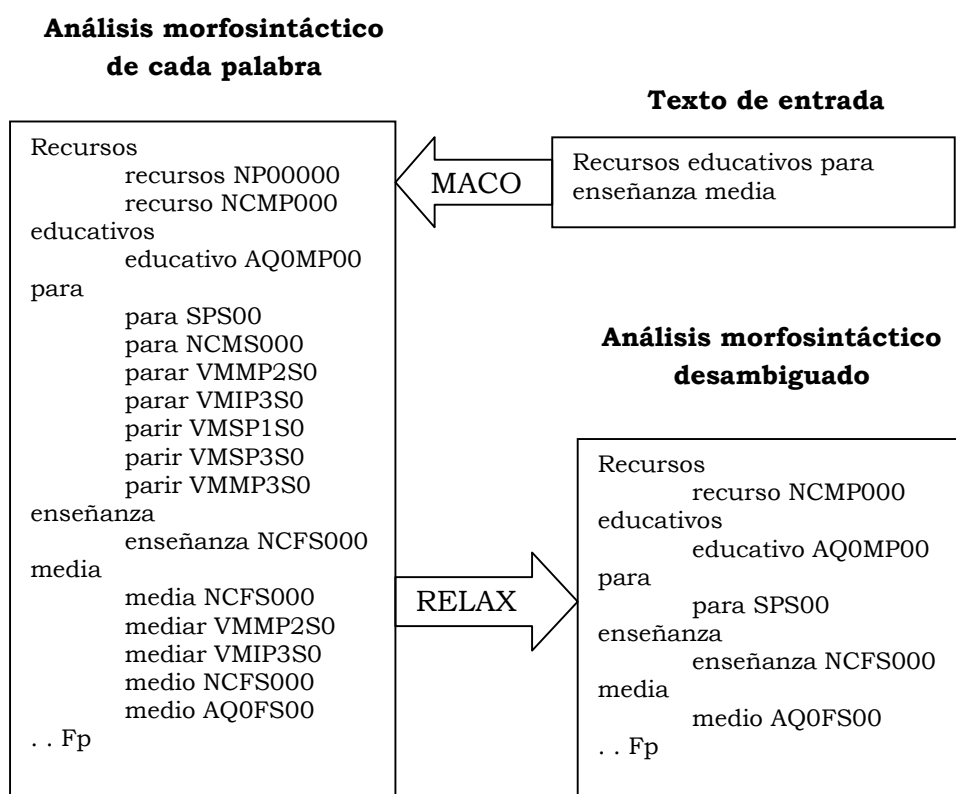 Análisis morfosintáctico
de cada palabra
Texto de entrada
Recursos educativos para
enseñanza media
MACO
Recursos
recursos NP00000
recurso NCMP000
educativos
educativo AQ0MP00
para
para SPS00
para NCMS000
parar VMMP2S0
parar VMIP3S0
parir VMSP1S0
parir VMSP3S0
parir VMMP3S0
enseñanza
enseñanza NCFS000
media
media NCFS000
mediar VMMP2S0
mediar VMIP3S0
medio NCFS000
medio AQ0FS00
. . Fp
RELAX
Análisis morfosintáctico
desambiguado
Recursos
recurso NCMP000
educativos
educativo AQ0MP00
para
para SPS00
enseñanza
enseñanza NCFS000
media
medio AQ0FS00
. . Fp